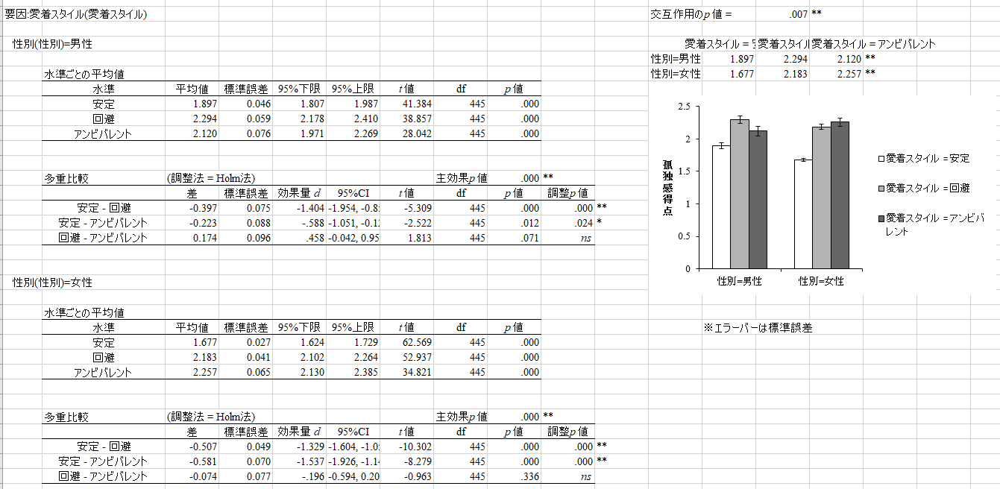 要因:愛着スタイル(愛着スタイル)
交互作用のp 値 = .007 **
性別(性別)=男性
愛着スタイル = 愛着スタイル 愛着スタイル = アンビバレント
性別=男性 1.897 2.294 2.120 **
性別=女性 1.677 2.183 2.257 **
水準ごとの平均値
水準 平均値 標準誤差 95%下限 95%上限 t 値 df p 値
安定 1.897 0.046 1.807 1.987 41.384 445 .000
回避 2.294 0.059 2.178 2.410 38.857 445 .000
アンビバレント 2.120 0.076 1.971 2.269 28.042 445 .000
多重比較 (調整法 = Holm法) 主効果p 値 .000 **
差 標準誤差 効果量 d 95%CI t 値 df p 値 調整p 値
安定 - 回避 -0.397 0.075 -1.404 -1.954, -0.8 -5.309 445 .000 .000 **
安定 - アンビバレント -0.223 0.088 -.588 -1.051, -0.1 -2.522 445 .012 .024 *
回避 - アンビバレント 0.174 0.096 .458 -0.042, 0.95 1.813 445 .071 ns
性別(性別)=女性
水準ごとの平均値
水準 平均値 標準誤差 95%下限 95%上限 t 値 df p 値
安定 1.677 0.027 1.624 1.729 62.569 445 .000
回避 2.183 0.041 2.102 2.264 52.937 445 .000
アンビバレント 2.257 0.065 2.130 2.385 34.821 445 .000
多重比較 (調整法 = Holm法) 主効果p 値 .000 **
差 標準誤差 効果量 d 95%CI t 値 df p 値 調整p 値
安定 - 回避 -0.507 0.049 -1.329 -1.604, -1.0 -10.302 445 .000 .000 **
安定 - アンビバレント -0.581 0.070 -1.537 -1.926, -1.1 -8.279 445 .000 .000 **
回避 - アンビバレント -0.074 0.077 -.196 -0.594, 0.20 -0.963 445 .336 ns
2.5
2
1.5
1
0.5
0
孤独感得点
性別=男性 性別=女性
愛着スタイル =安定
愛着スタイル =回避
愛着スタイル =アンビバ
レント
※エラーバーは標準誤差